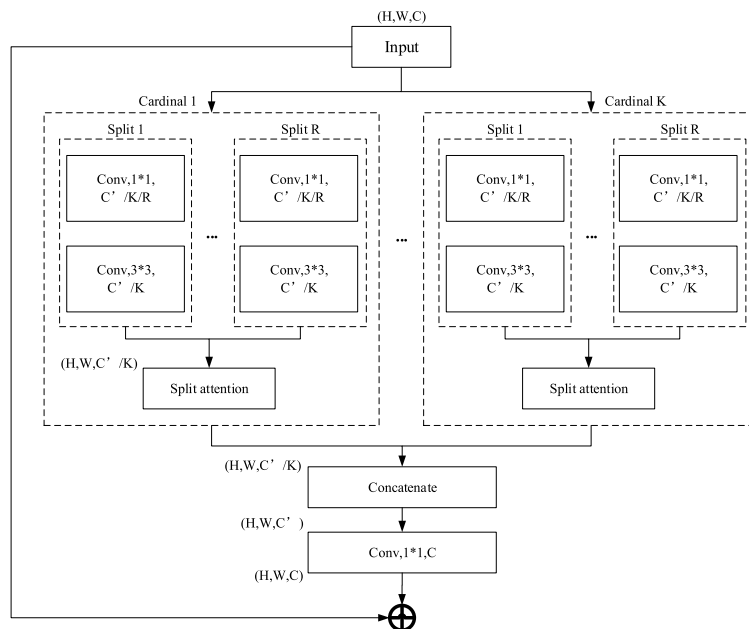 (H,W,C)
Input
Cardinal 1
Cardinal K
Split 1
Split R
Split 1
Split R
Conv,1*1,
C’/K/R
Conv,1*1,
C’/K/R
Conv,1*1,
C’/K/R
Conv,1*1,
C’/K/R
...
...
...
Conv,3*3,
C’/K
Conv,3*3,
C’/K
Conv,3*3,
C’/K
Conv,3*3,
C’/K
(H,W,C’/K)
Split attention
Split attention
(H,W,C’/K)
Concatenate
(H,W,C’)
Conv,1*1,C
(H,W,C)